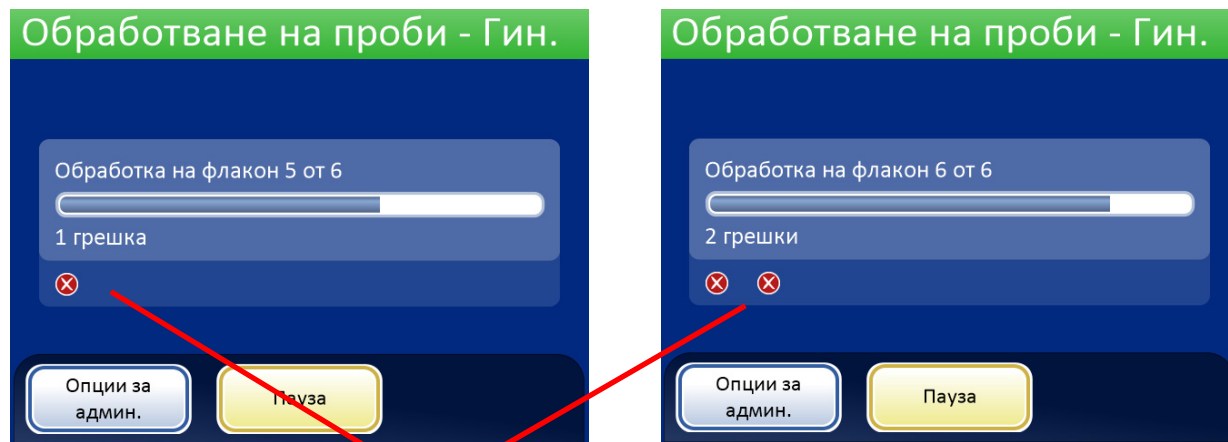 Обработване на проби - Гин.
Обработка на флакон 5 от 6
1 грешка
Опции за
админ.
Пауза
Обработване на проби - Гин.
Обработка на флакон 6 от 6
2 грешки
Опции за
админ.
Пауза